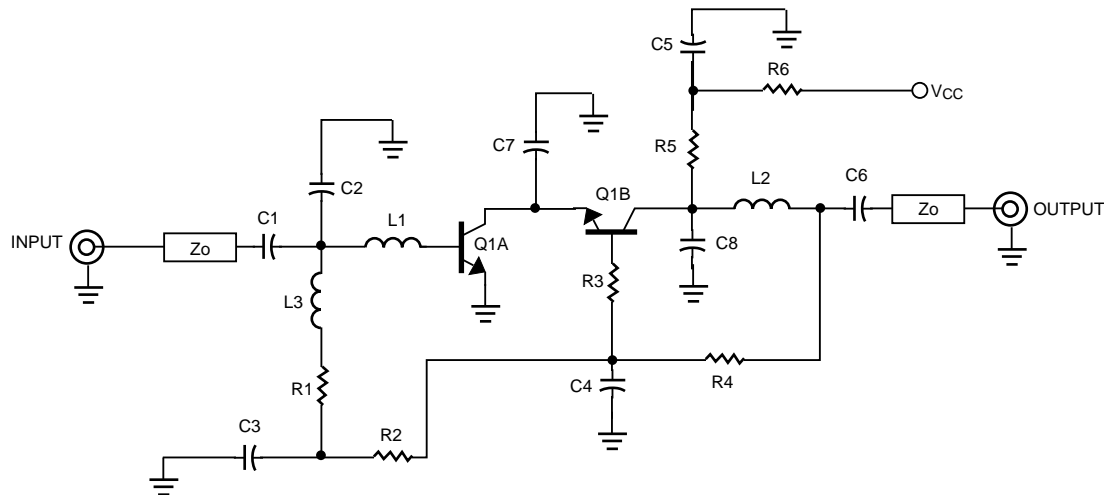 C5
R6
VCC
C7
R5
C2
Q1B
L2
C6
Zo
OUTPUT
INPUT
Zo
C1
L1
Q1A
C8
R3
L3
R1
C4
R4
C3
R2